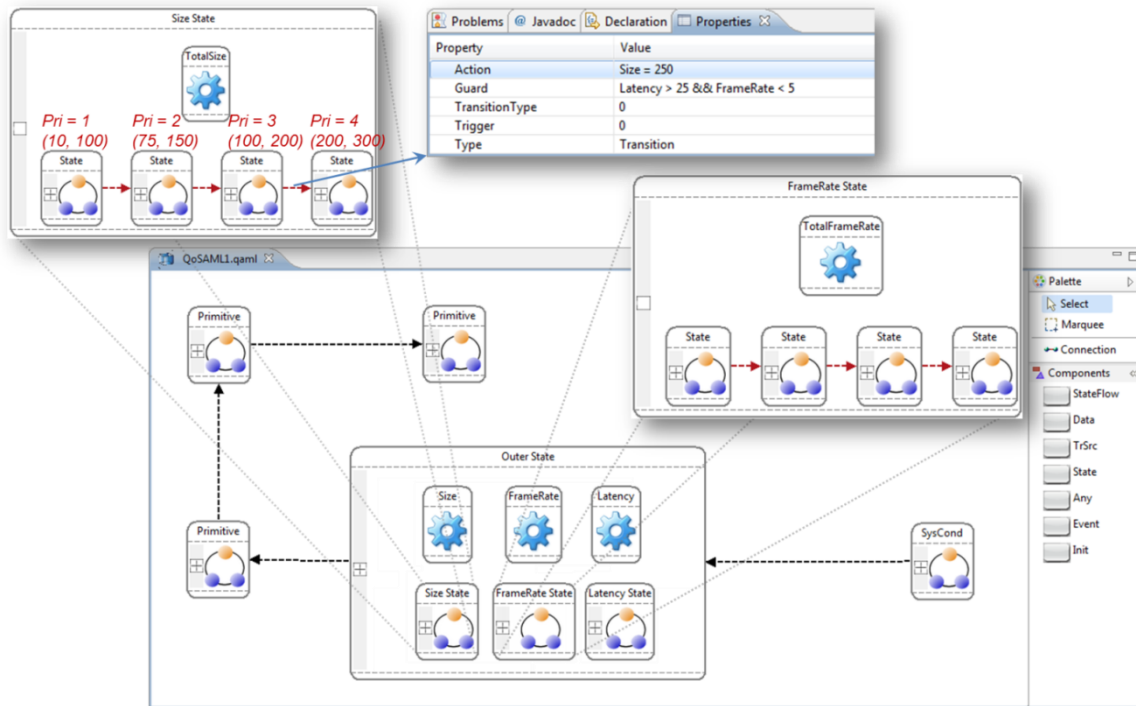 Size State
TotalSize
Pri = 1 Pri = 2 Pri = 3 Pri = 4
(10, 100) (75, 150) (100, 200) (200, 300)
State State State State
Problems @ Javadoc Declaration Properties
Property Value
Action Size = 250
Guard Latency > 25 && FrameRate < 5
TransitionType 0
Trigger 0
Type Transition
FrameRate State
TotalFrameRate
State State State State
QoSAML1.qaml
Primitive Primitive
Outer State
Size FrameRate Latency
Primitive
SysCond
Size State FrameRate State Latency State
Palette
Select
Marquee
Connection
Components
StateFlow
Data
TrSrc
State
Any
Event
Init